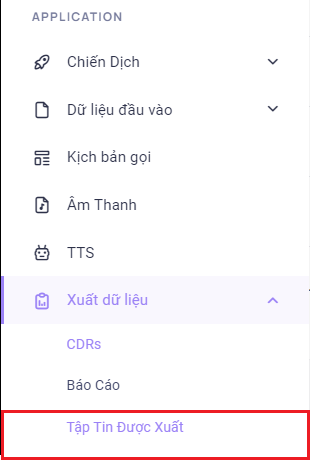 APPLICATION
Chiến Dịch
Dữ liệu đầu vào
Kịch bản gọi
Âm Thanh
TTS
Xuất dữ liệu
CDRs
Báo Cáo
Tập Tin Được Xuất